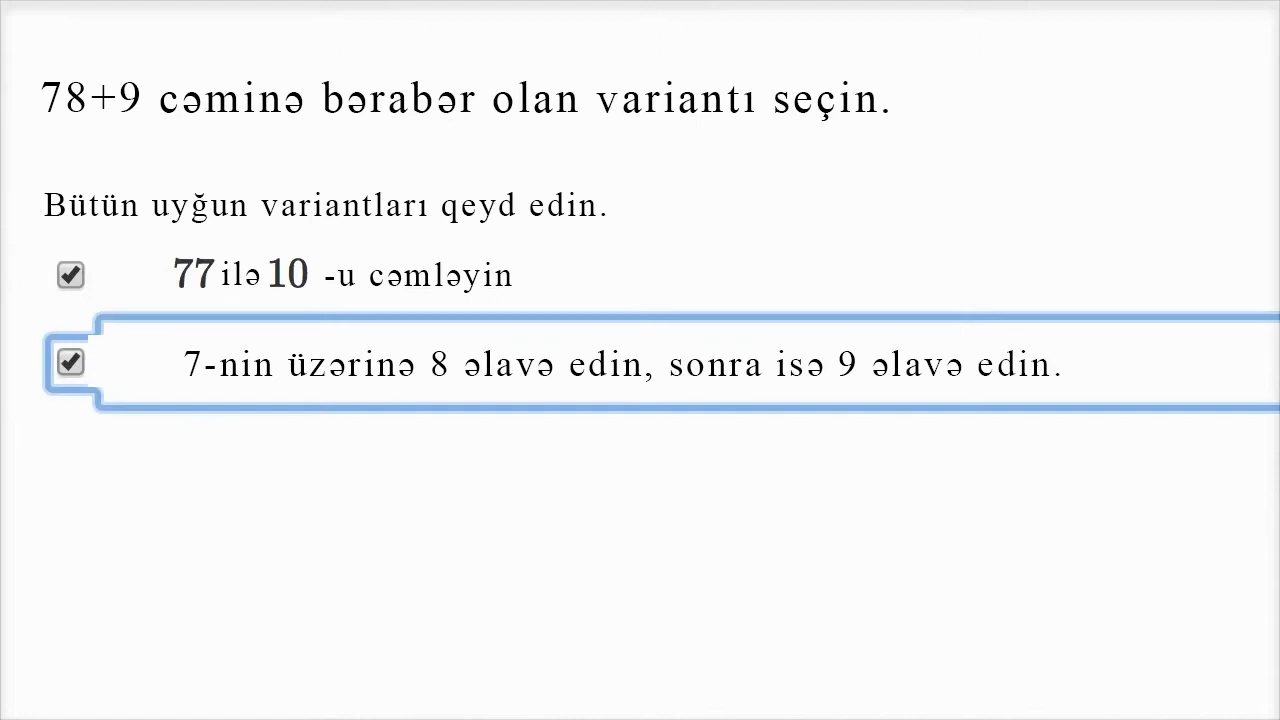 78+9 cəminə bərabər olan variantı seçin.
Bütün uyğun variantları qeyd edin.
77 ilə 10 -u cəmləyin
7-nin üzərinə 8 əlavə edin, sonra isə 9 əlavə edin.